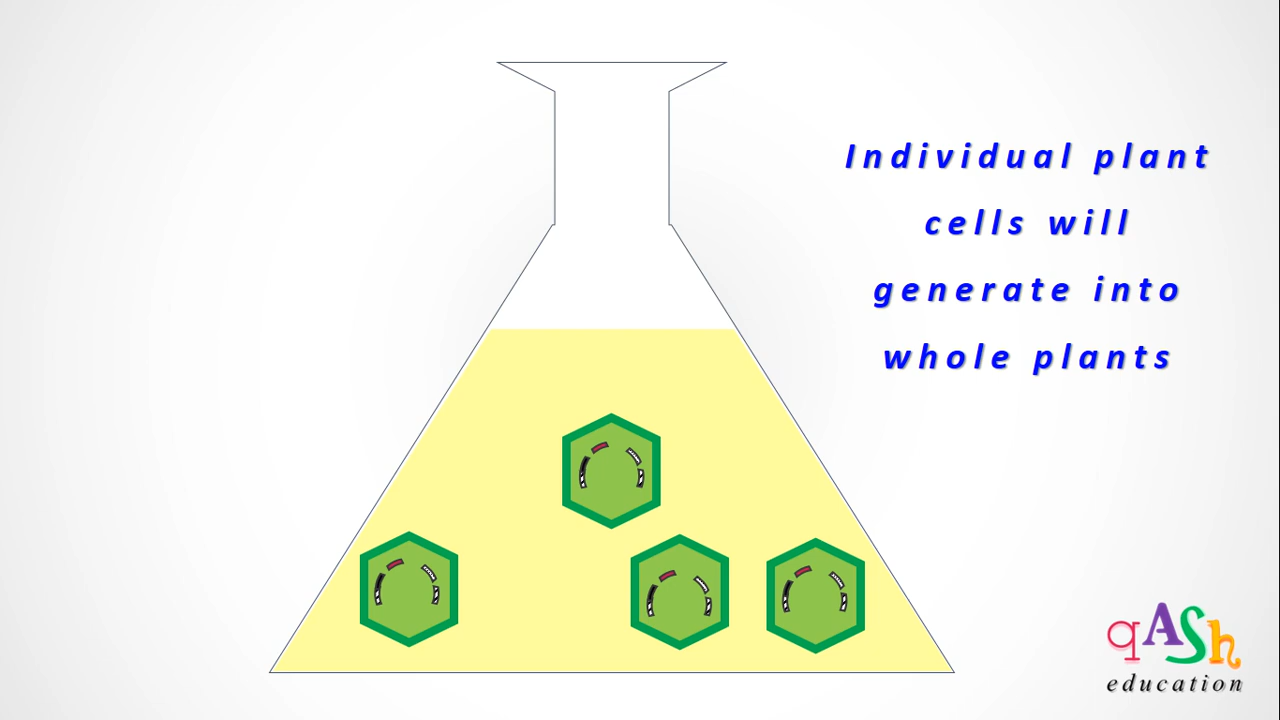 Individual plant
cells will
generate into
whole plants
qASh
education